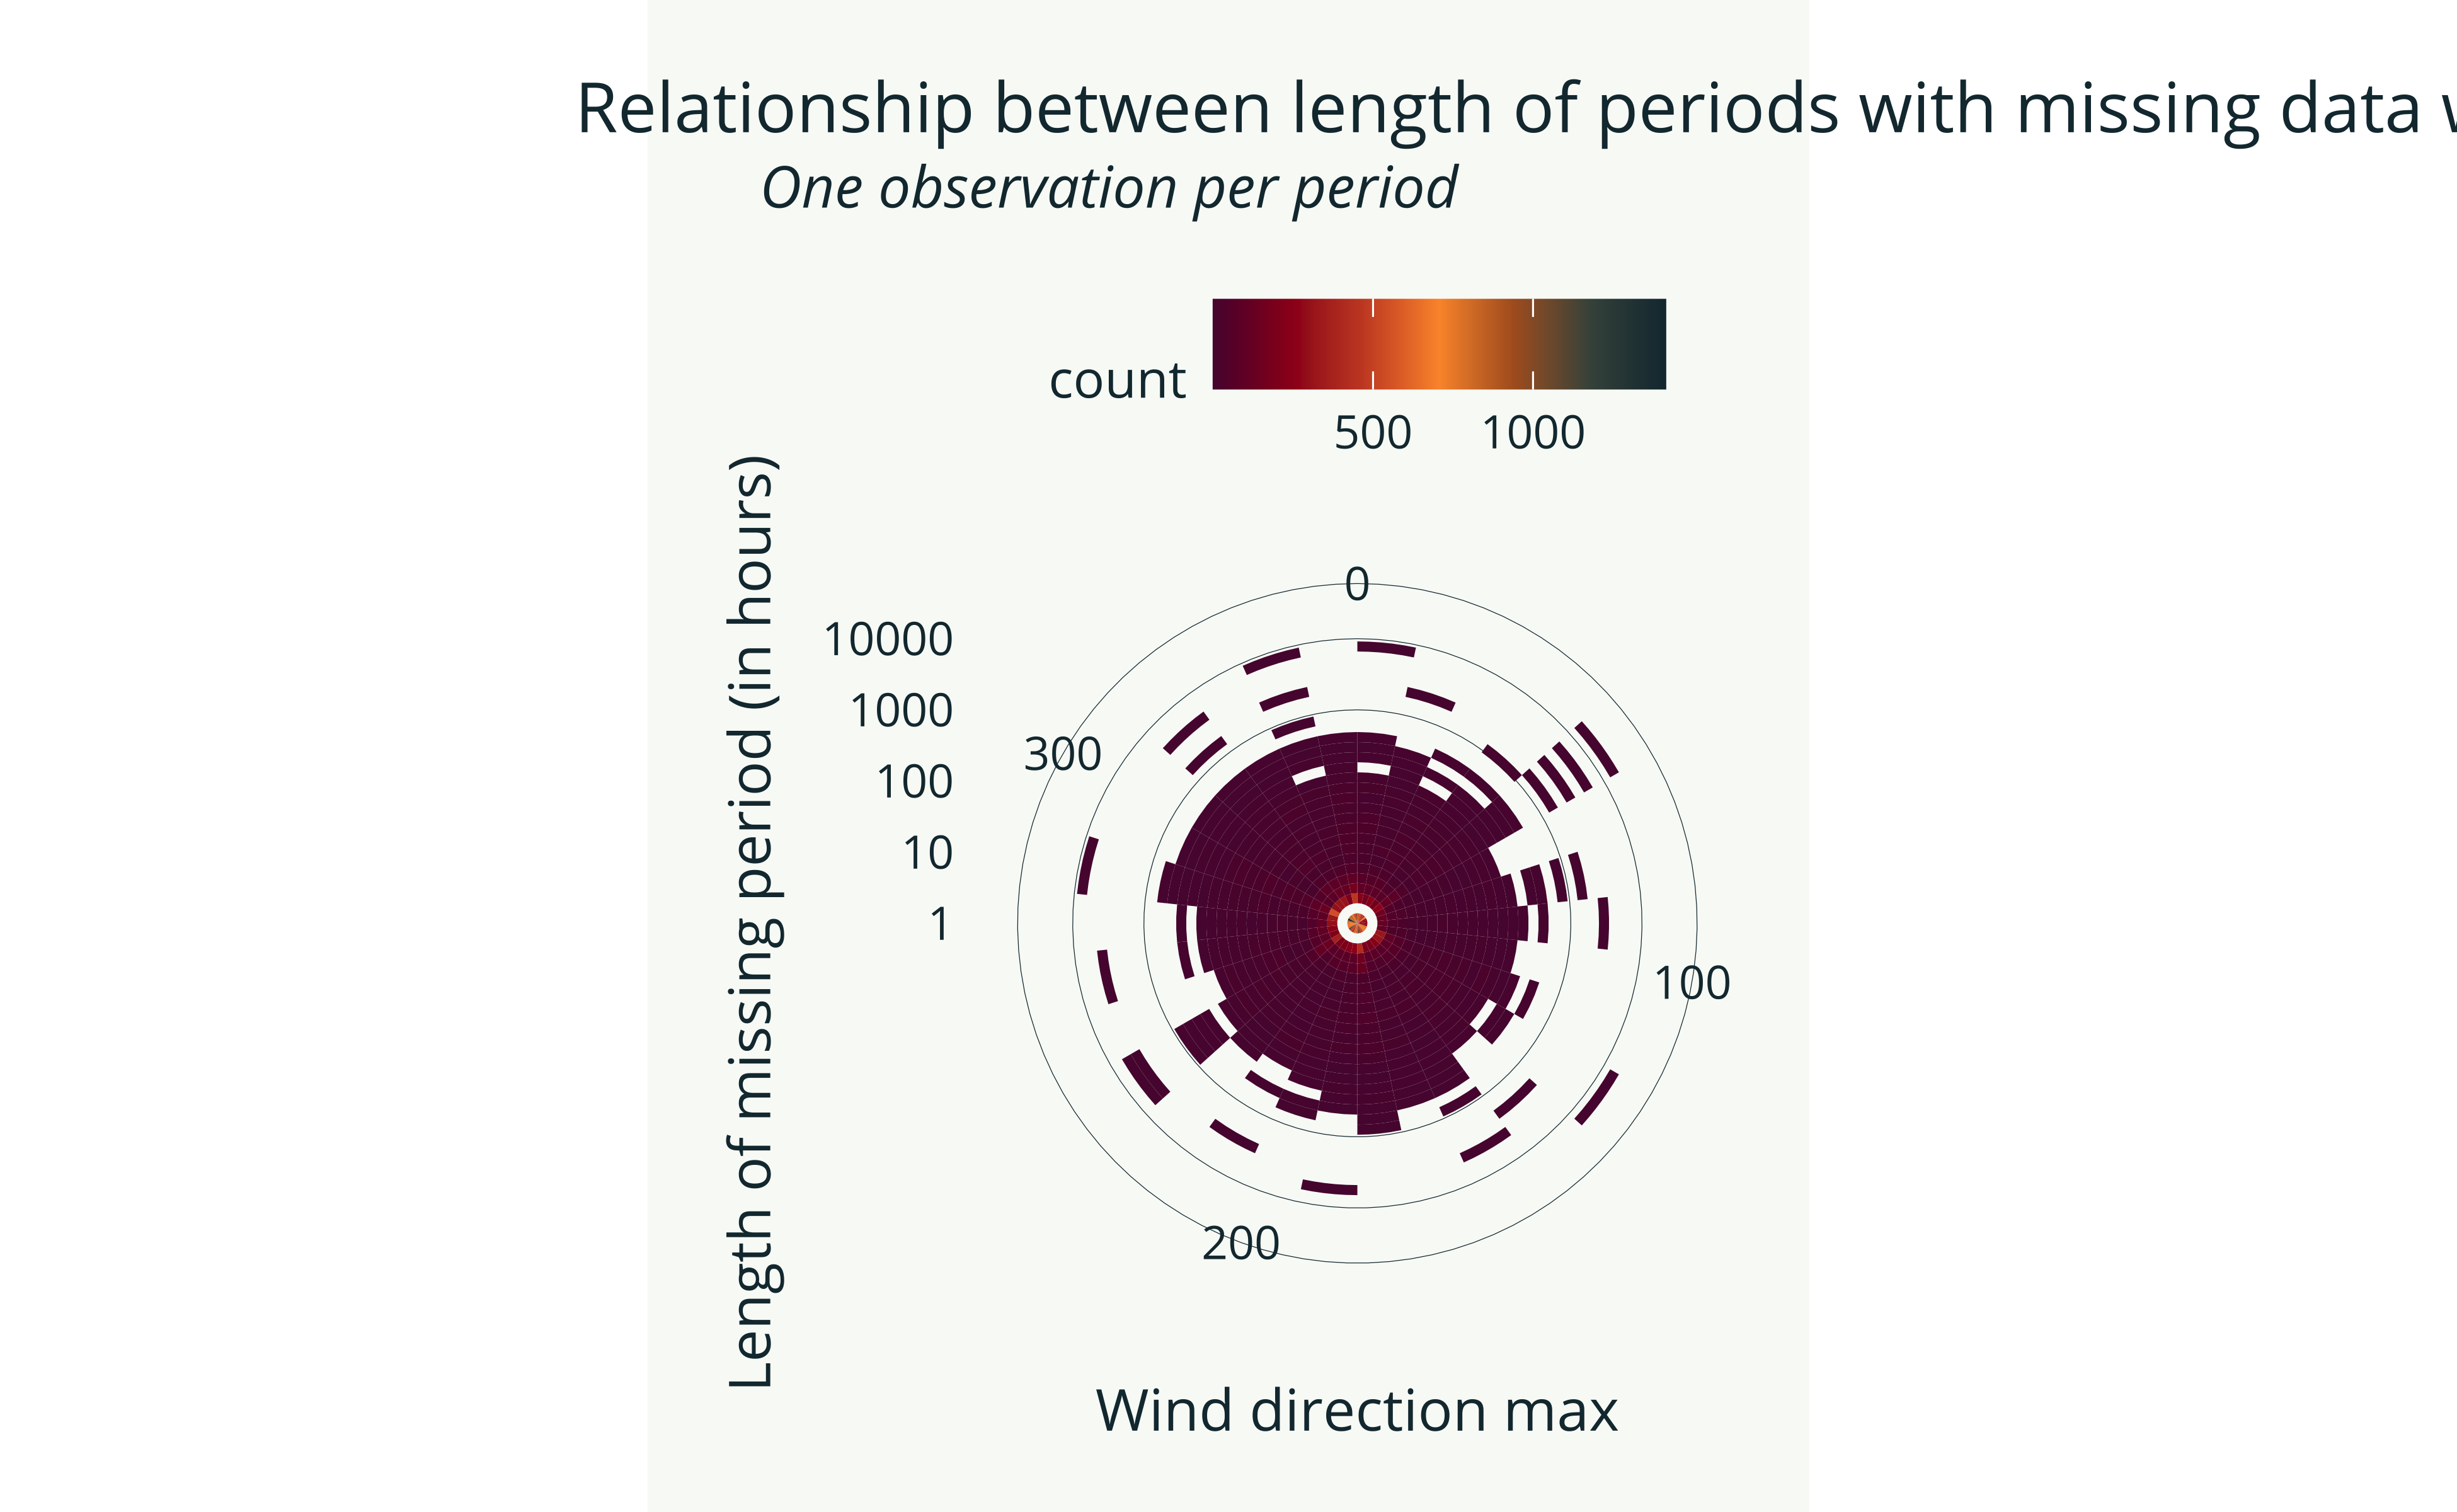 Relationship between length of periods with missing data
One observation per period
count
500
1000
Length of missing period (in hours)
10000
1000
100
10
1
0
300
100
200
Wind direction max